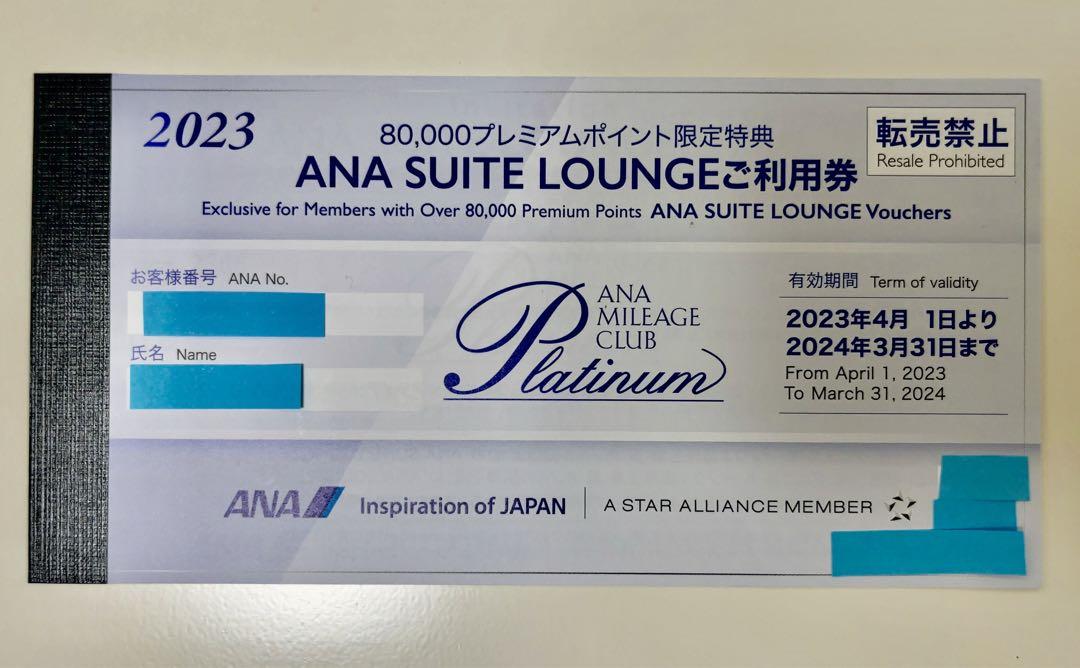 2023
80,000プレミアムポイント限定特典
ANA SUITE LOUNGEご利用券
Exclusive for Members with Over 80,000 Premium Points ANA SUITE LOUNGE Vouchers
転売禁止
Resale Prohibited
お客様番号 ANA No.
氏名 Name
ANA
MILEAGE
CLUB
Platinum
有効期間 Term of validity
2023年4月 1日より
2024年3月31日まで
From April 1, 2023
To March 31, 2024
ANA Inspiration of JAPAN A STAR ALLIANCE MEMBER